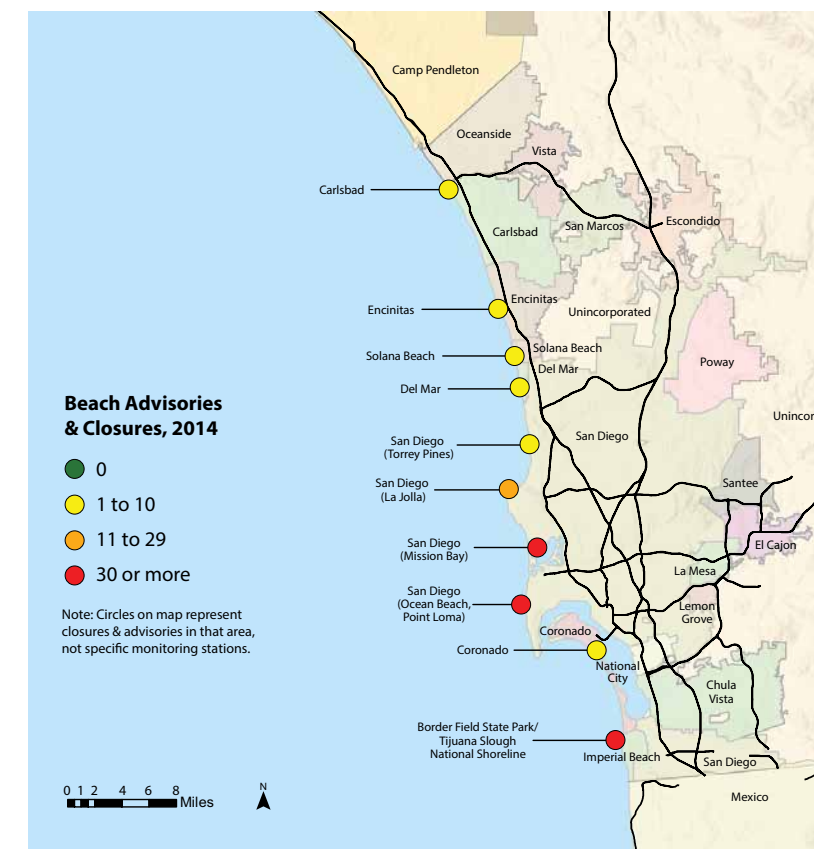 Camp Pendleton
Oceanside
Vista
Carlsbad
Carlsbad
San Marcos
Escondido
Encinitas
Encinitas
Unincorporated
Solana Beach
Solana Beach
Del Mar
Del Mar
Poway
Beach Advisories
& Closures, 2014
0
1 to 10
11 to 29
30 or more
Note: Circles on map represent
closures & advisories in that area,
not specific monitoring stations.
Unincor
San Diego
San Diego
(Torrey Pines)
San Diego
(La Jolla)
Santee
San Diego
(Mission Bay)
El Cajon
La Mesa
San Diego
(Ocean Beach,
Point Loma)
Lemon
Grove
Coronado
Coronado
National
City
Chula
Vista
Border Field State Park/
Tijuana Slough
National Shoreline
Imperial Beach
San Diego
Mexico
0 1 2 4 6 8
Miles
N